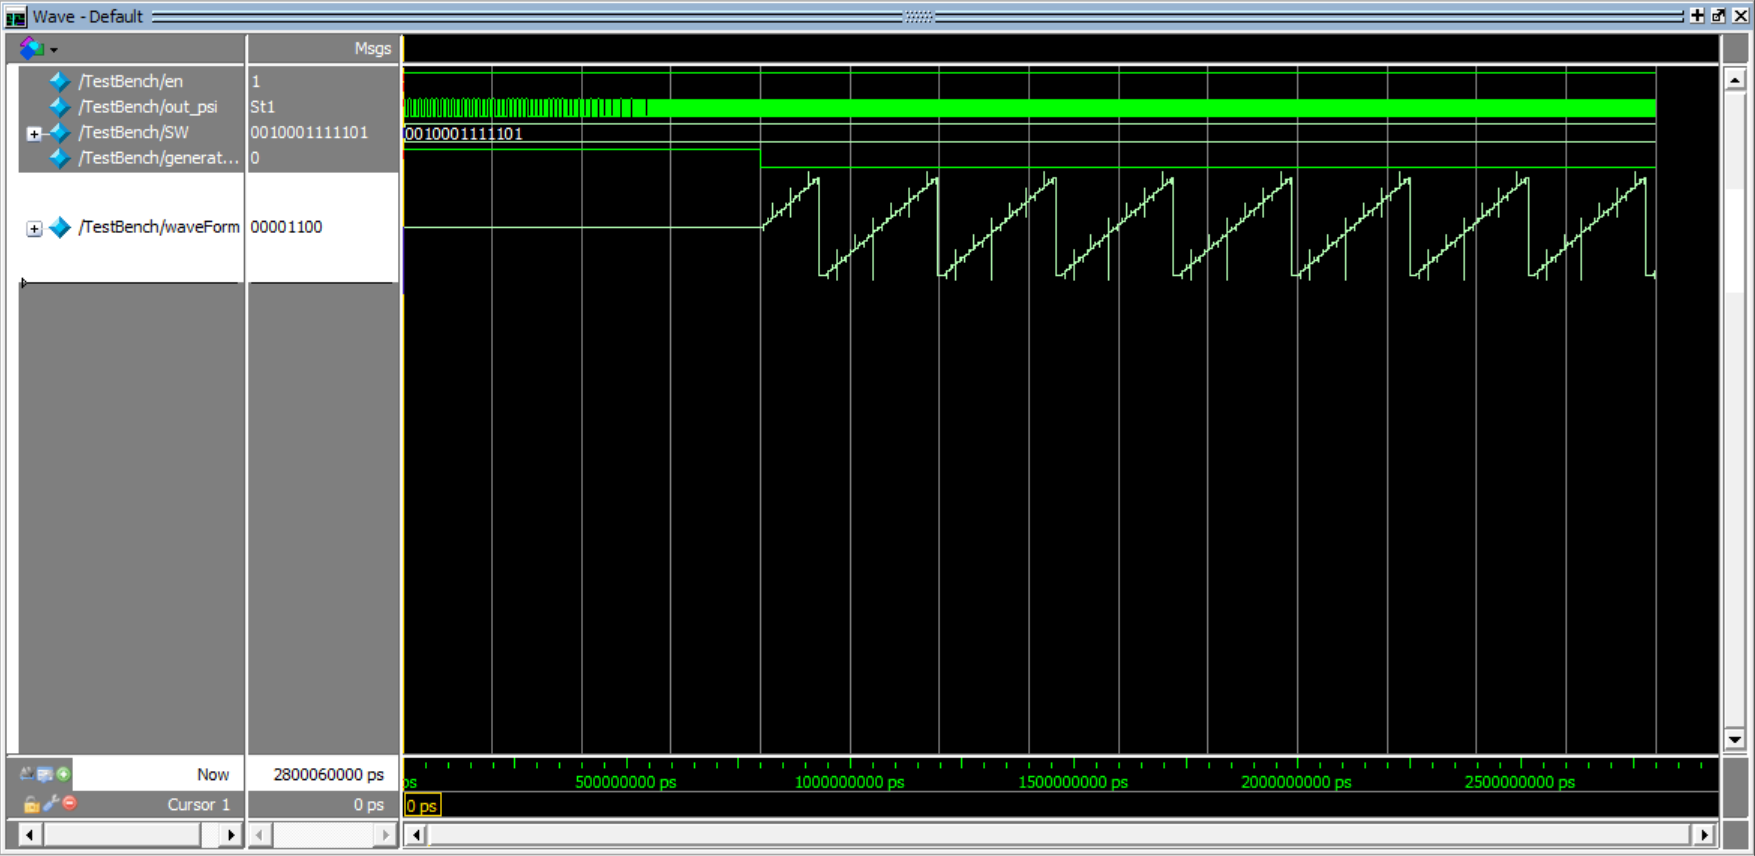 Wave - Default
Msgs
/TestBench/en 1
/TestBench/out_psi St1
/TestBench/SW 0010001111101 0010001111101
/TestBench/generat... 0
/TestBench/waveForm 00001100
Now 2800060000 ps ps 500000000 ps 1000000000 ps 1500000000 ps 2000000000 ps 2500000000 ps
Cursor 1 0 ps 0 ps